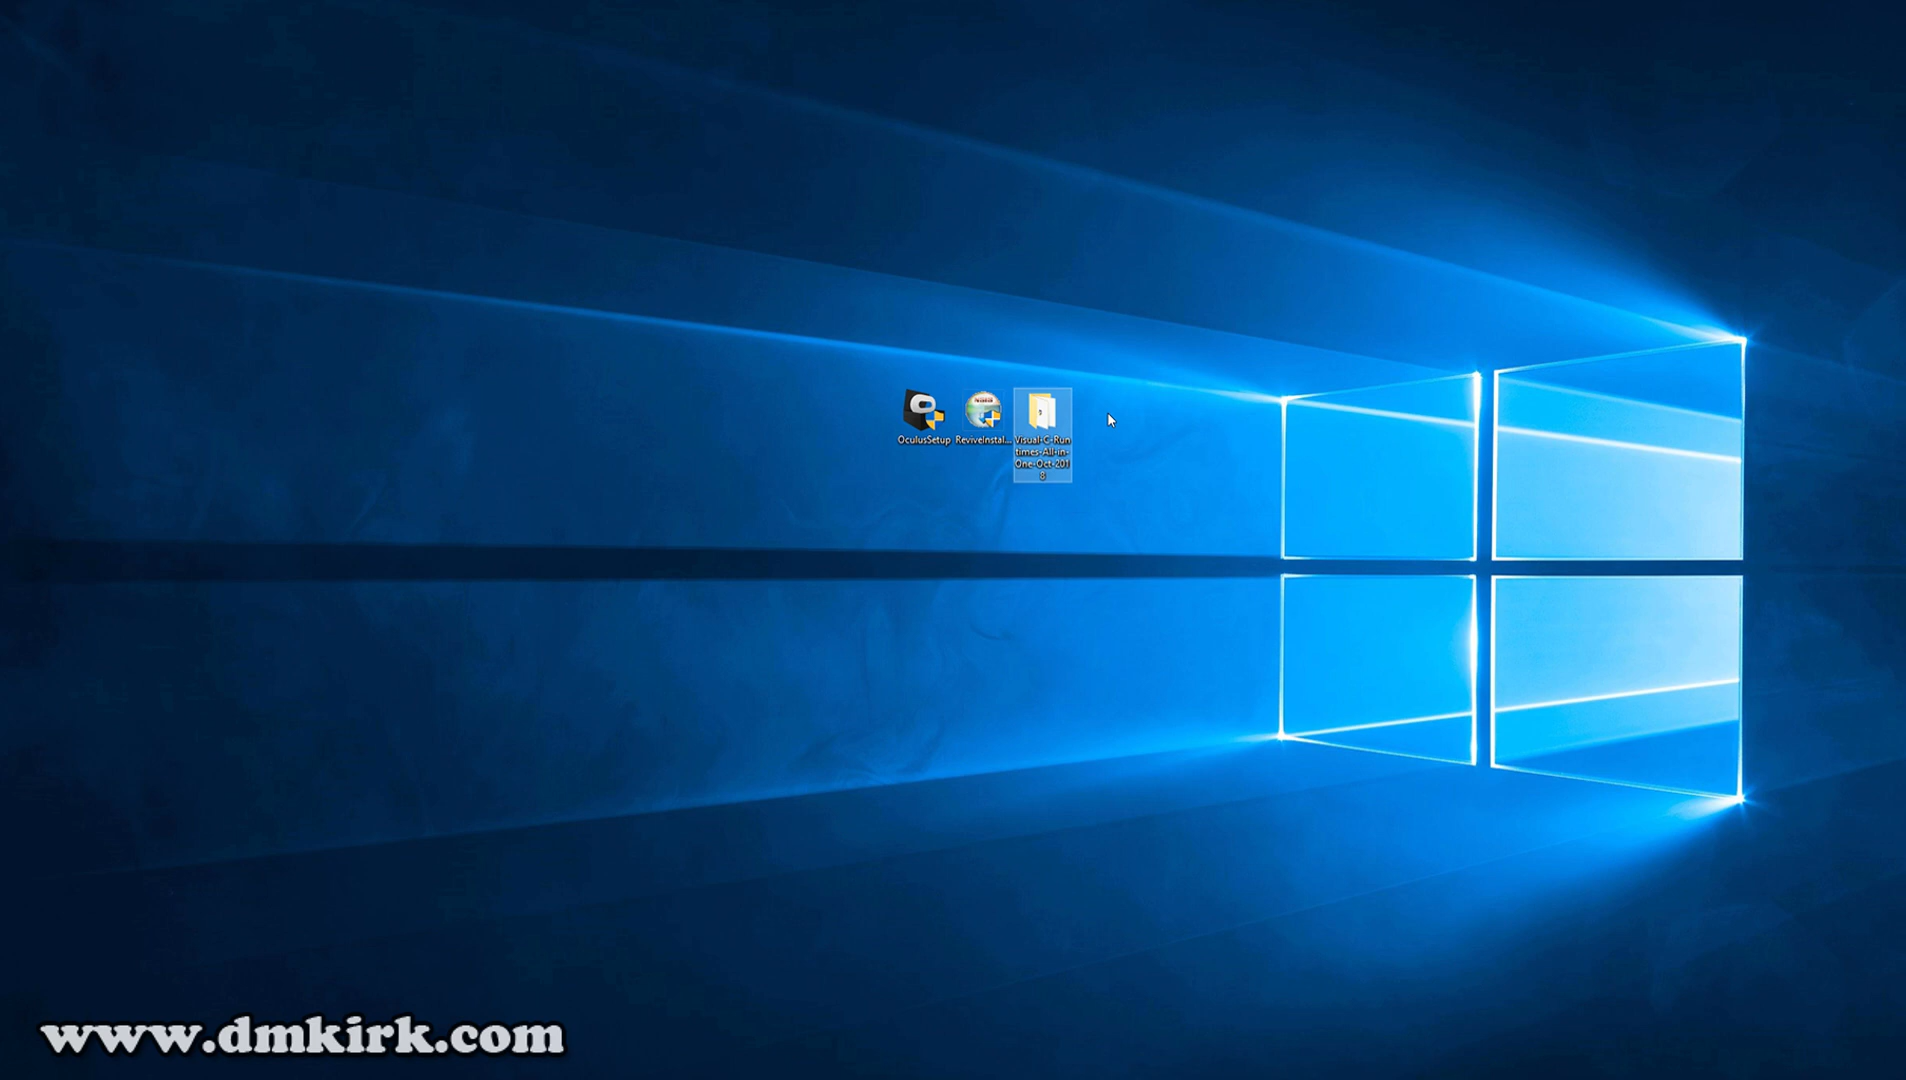 OculusSetup
ReviveInstal...
Visual-C-Run
times-All-in-
One-Oct-201
8
www.dmkirk.com